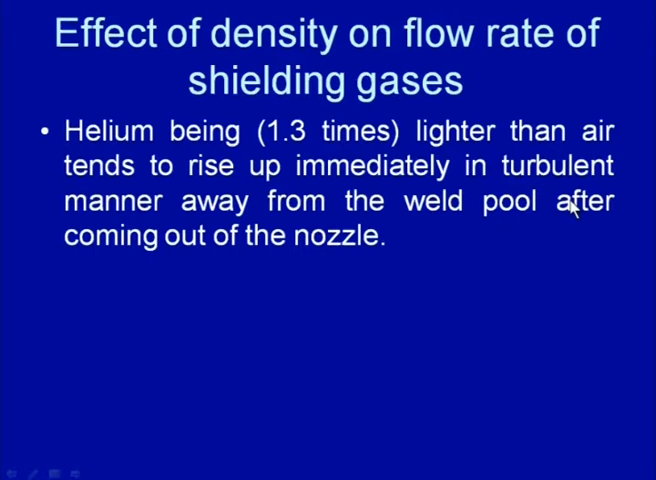 Effect of density on flow rate of
shielding gases
• Helium being (1.3 times) lighter than air
tends to rise up immediately in turbulent
manner away from the weld pool after
coming out of the nozzle.